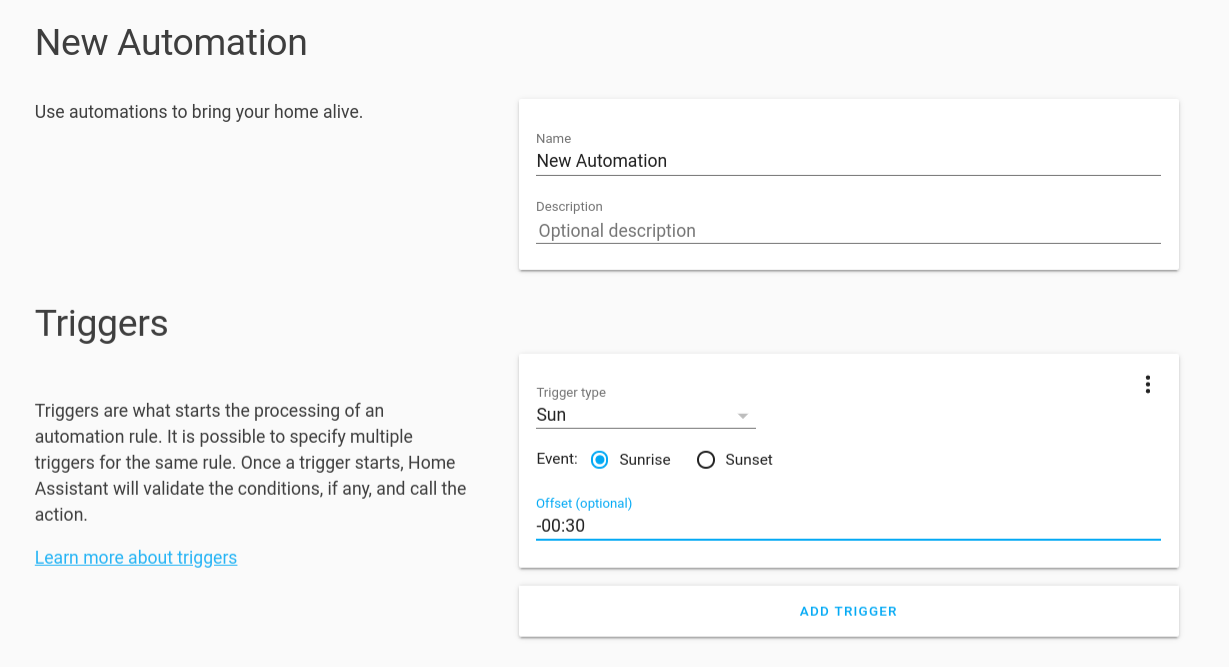 New Automation
Use automations to bring your home alive.
Name
New Automation
Description
Optional description
Triggers
Triggers are what starts the processing of an
automation rule. It is possible to specify multiple
triggers for the same rule. Once a trigger starts, Home
Assistant will validate the conditions, if any, and call the
action.
Learn more about triggers
Trigger type
Sun
Event: Sunrise Sunset
Offset (optional)
-00:30
ADD TRIGGER